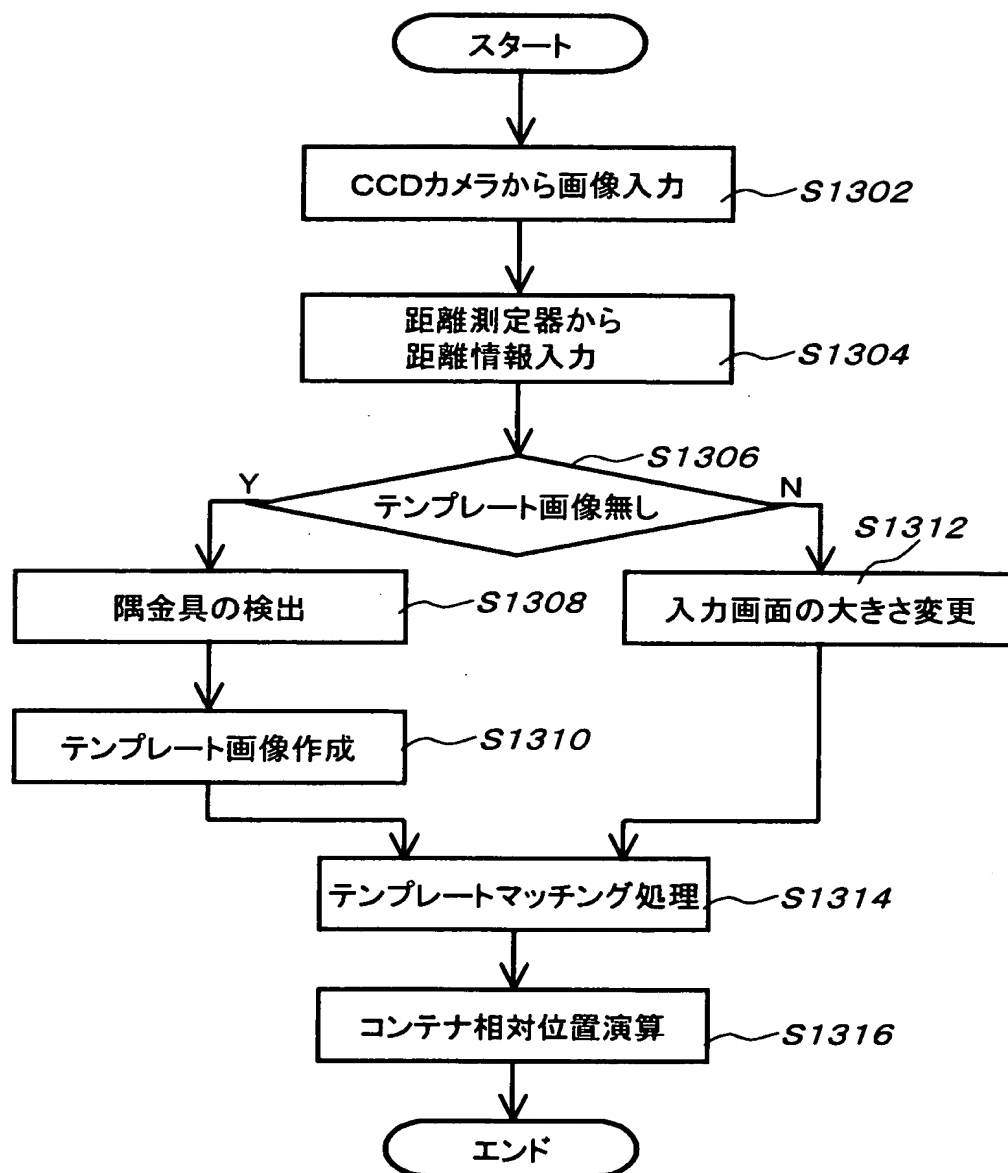 スタート
CCDカメラから画像入力
S1302
距離測定器から
距離情報入力
S1304
S1306
Y
テンプレート画像無し
N
S1312
隅金具の検出
S1308
入力画面の大きさ変更
テンプレート画像作成
S1310
テンプレートマッチング処理
S1314
コンテナ相対位置演算
S1316
エンド